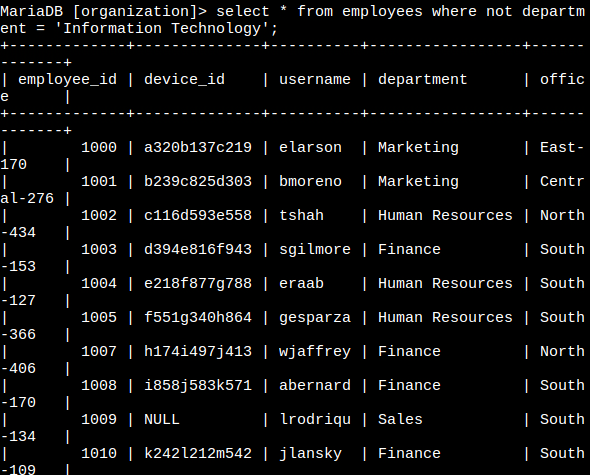 MariaDB [organization]> select * from employees where not departm
ent = 'Information Technology';
+-------------+--------------+----------+-----------------+------
-------+
| employee_id | device_id    | username | department      | offic
e      |
+-------------+--------------+----------+-----------------+------
-------+
|        1000 | a320b137c219 | elarson  | Marketing       | East-
170    |
|        1001 | b239c825d303 | bmoreno  | Marketing       | Centr
al-276 |
|        1002 | c116d593e558 | tshah    | Human Resources | North
-434   |
|        1003 | d394e816f943 | sgilmore | Finance         | South
-153   |
|        1004 | e218f877g788 | eraab    | Human Resources | South
-127   |
|        1005 | f551g340h864 | gesparza | Human Resources | South
-366   |
|        1007 | h174i497j413 | wjaffrey | Finance         | North
-406   |
|        1008 | i858j583k571 | abernard | Finance         | South
-170   |
|        1009 | NULL         | lrodriqu | Sales           | South
-134   |
|        1010 | k242l212m542 | jlansky  | Finance         | South
-109   |